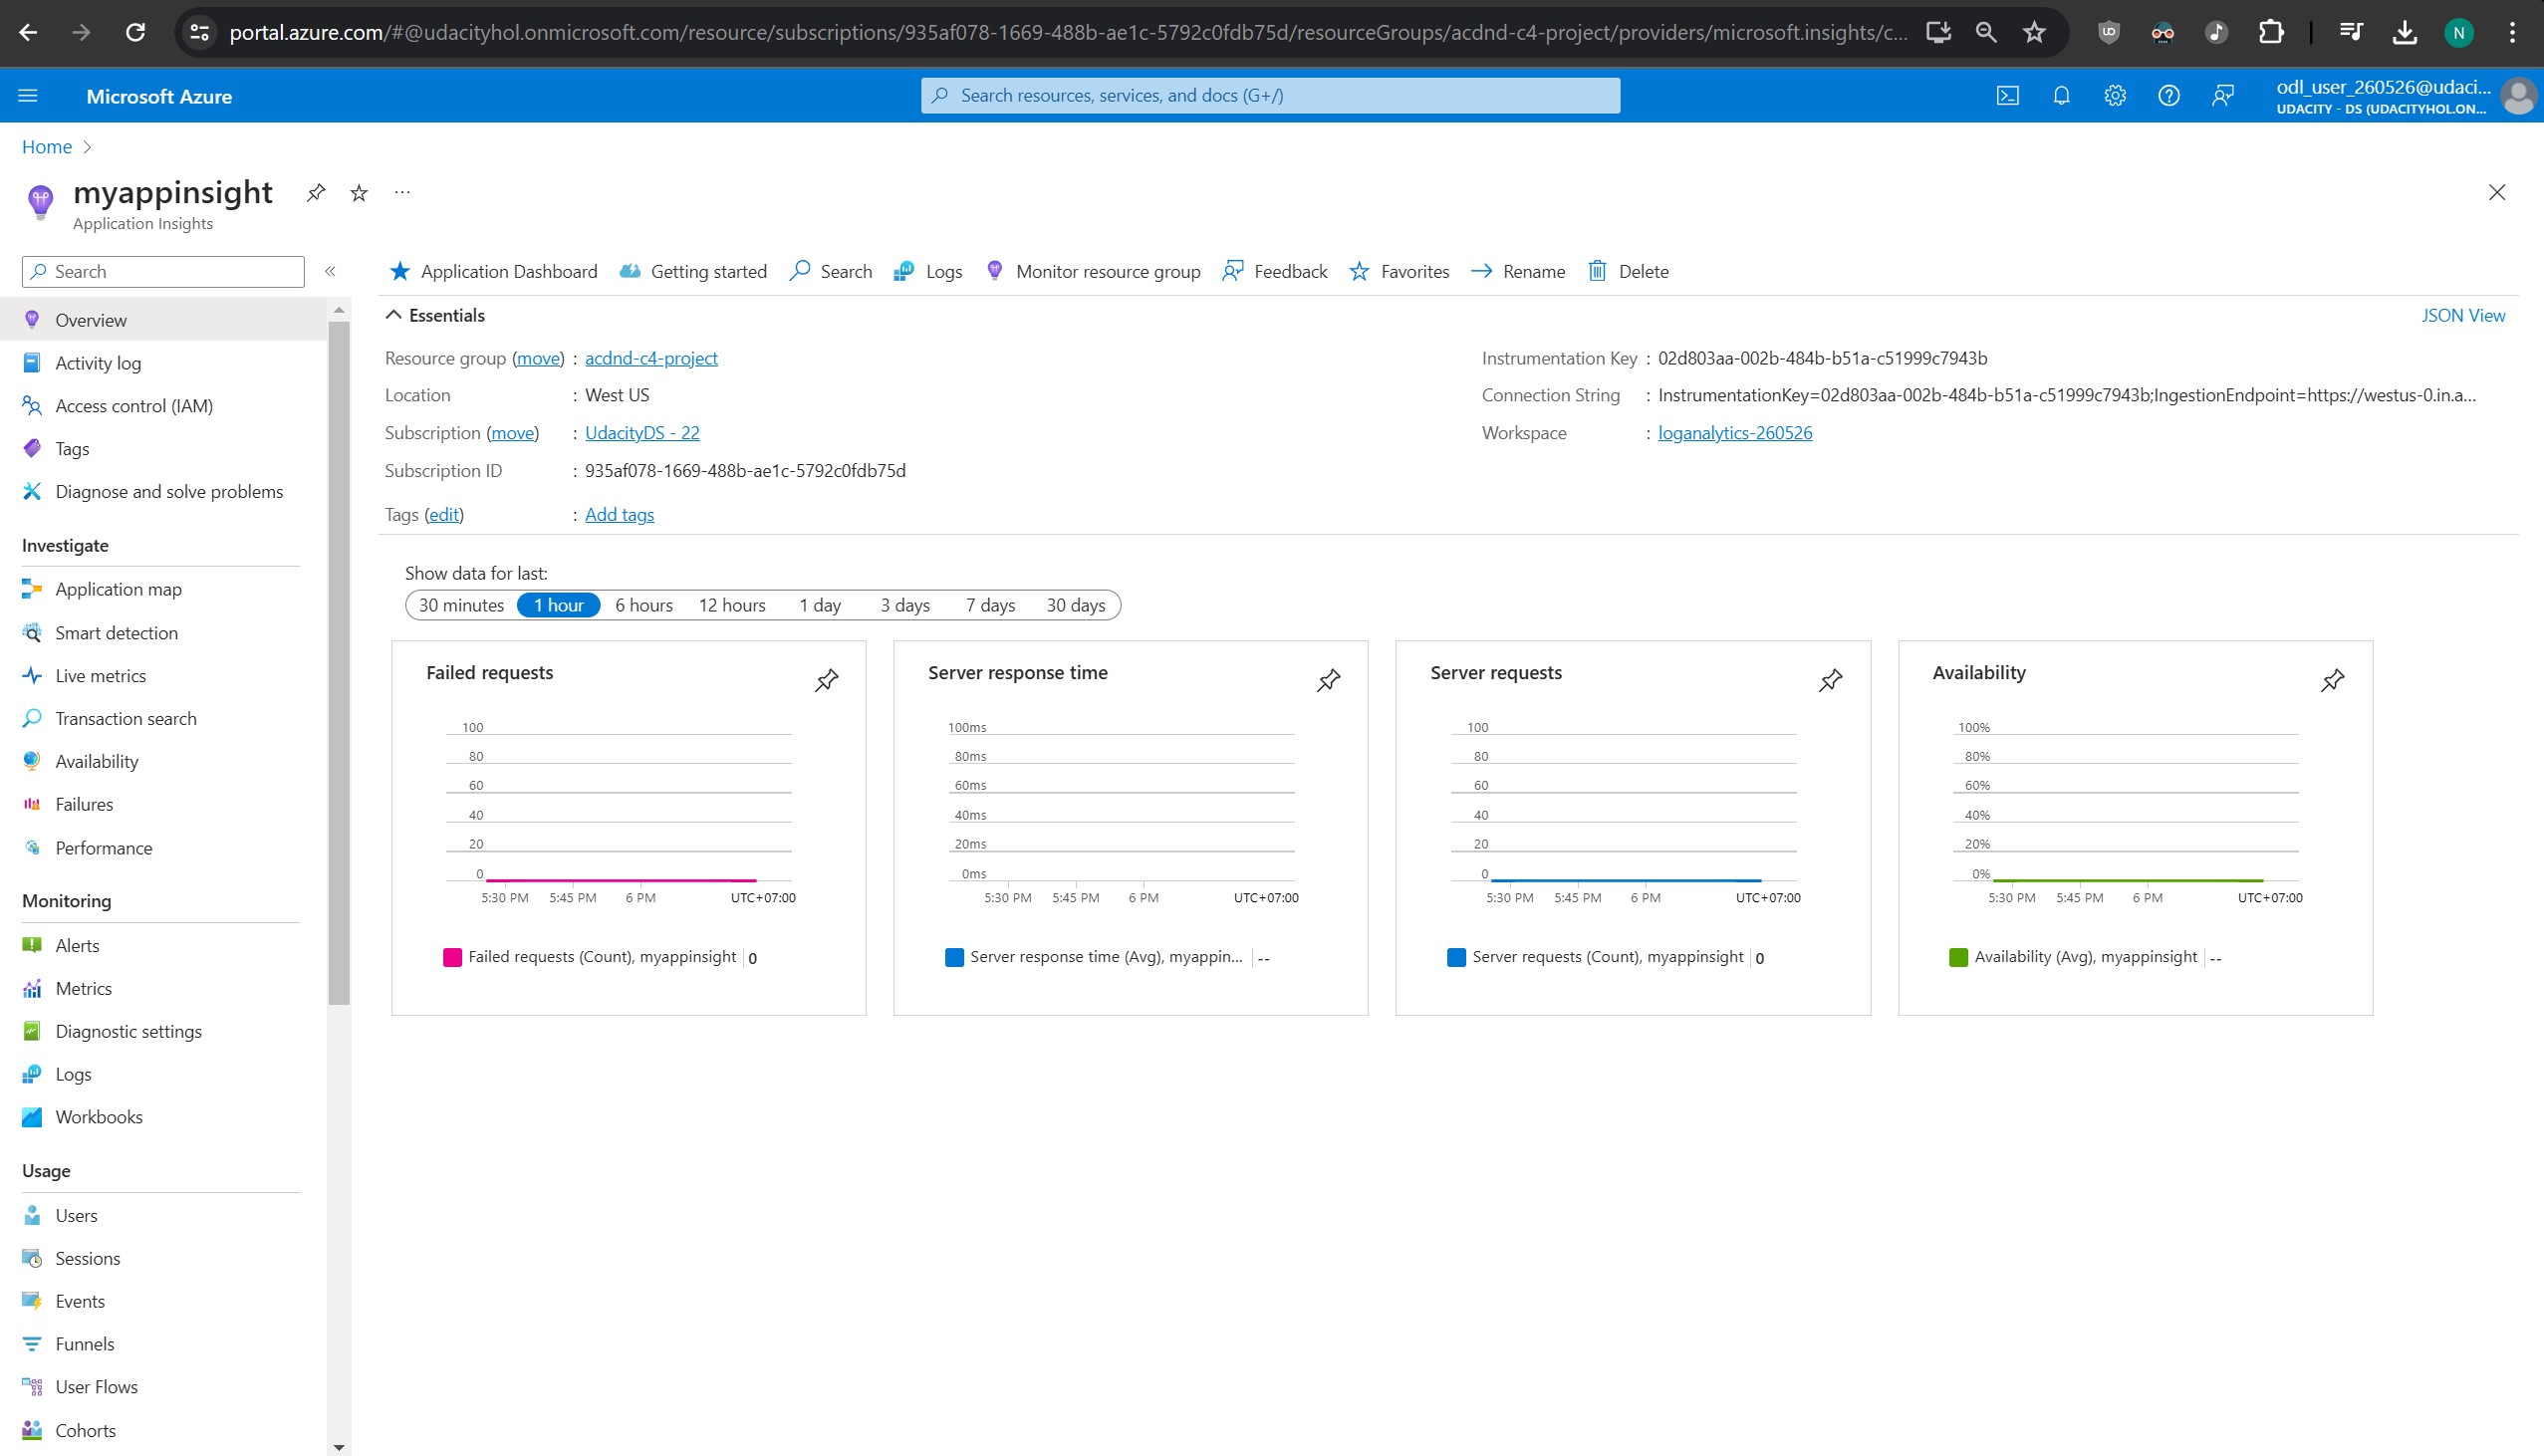 portal.azure.com/#@udacityhol.onmicrosoft.com/resource/subscriptions/935af078-1669-488b-ae1c-5792c0fdb75d/resourceGroups/acdnd-c4-project/providers/microsoft.insights/c...
N
Microsoft Azure
Search resources, services, and docs (G+/)
odl_user_260526@udaci...
UDACITY - DS (UDACITYHOL.ON...
Home
myappinsight
Application Insights
Search
Application Dashboard
Getting started
Search
Logs
Monitor resource group
Feedback
Favorites
Rename
Delete
Overview
Activity log
Access control (IAM)
Tags
Diagnose and solve problems
Investigate
Application map
Smart detection
Live metrics
Transaction search
Availability
Failures
Performance
Monitoring
Alerts
Metrics
Diagnostic settings
Logs
Workbooks
Usage
Users
Sessions
Events
Funnels
User Flows
Cohorts
Essentials
JSON View
Resource group (move) : acdnd-c4-project
Location : West US
Subscription (move) : UdacityDS - 22
Subscription ID : 935af078-1669-488b-ae1c-5792c0fdb75d
Tags (edit) : Add tags
Instrumentation Key : 02d803aa-002b-484b-b51a-c51999c7943b
Connection String : InstrumentationKey=02d803aa-002b-484b-b51a-c51999c7943b;IngestionEndpoint=https://westus-0.in.a...
Workspace : loganalytics-260526
Show data for last:
30 minutes 1 hour 6 hours 12 hours 1 day 3 days 7 days 30 days
Failed requests
100
80
60
40
20
0
5:30 PM 5:45 PM 6 PM UTC+07:00
Failed requests (Count), myappinsight 0
Server response time
100ms
80ms
60ms
40ms
20ms
0ms
5:30 PM 5:45 PM 6 PM UTC+07:00
Server response time (Avg), myappin... --
Server requests
100
80
60
40
20
0
5:30 PM 5:45 PM 6 PM UTC+07:00
Server requests (Count), myappinsight 0
Availability
100%
80%
60%
40%
20%
0%
5:30 PM 5:45 PM 6 PM UTC+07:00
Availability (Avg), myappinsight --